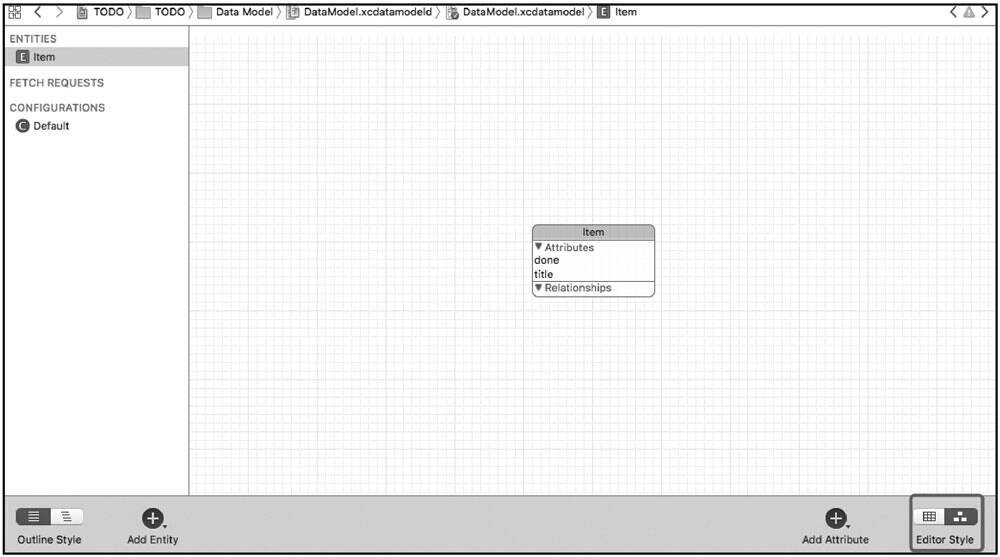 TODO TODO Data Model DataModel.xcdatamodeld DataModel.xcdatamodel E Item
ENTITIES
E Item
FETCH REQUESTS
CONFIGURATIONS
C Default
Item
Attributes
done
title
Relationships
Outline Style Add Entity Add Attribute Editor Style